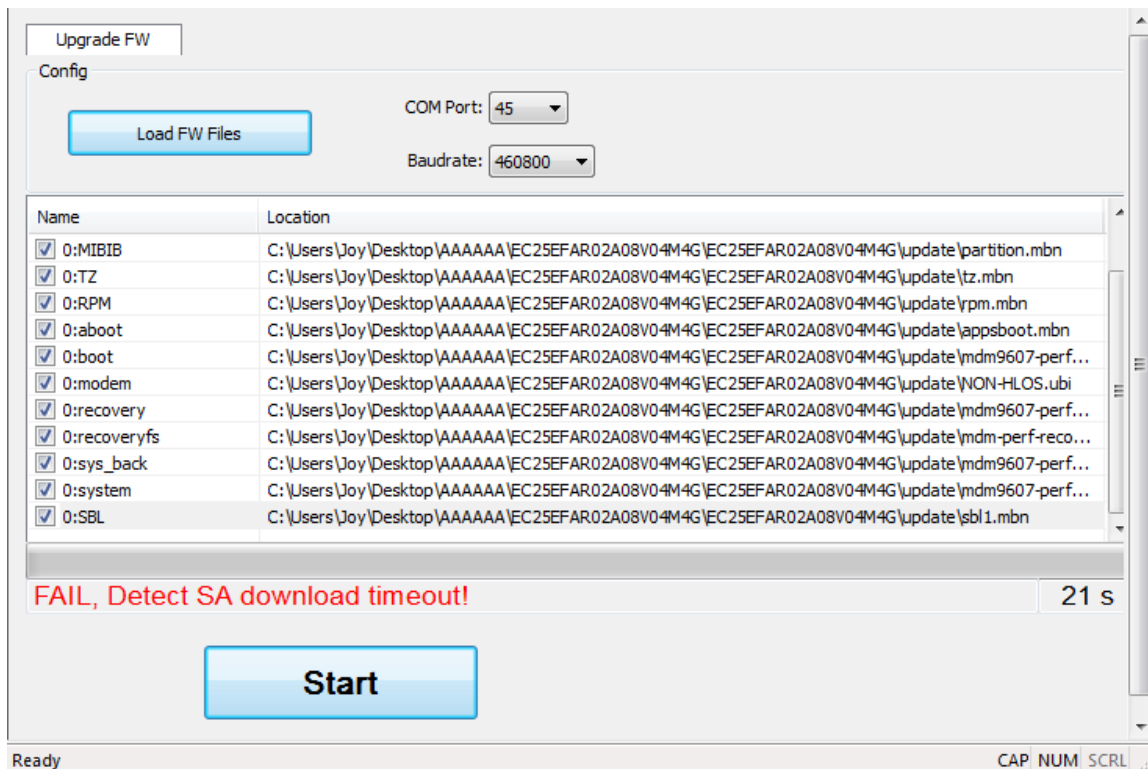 Upgrade FW
Config
Load FW Files
COM Port: 45
Baudrate: 460800
Name Location
0:MIBIB C:\Users\Joy\Desktop\AAAAAA\EC25EFAR02A08V04M4G\EC25EFAR02A08V04M4G\update\partition.mbn
0:TZ C:\Users\Joy\Desktop\AAAAAA\EC25EFAR02A08V04M4G\EC25EFAR02A08V04M4G\update\tz.mbn
0:RPM C:\Users\Joy\Desktop\AAAAAA\EC25EFAR02A08V04M4G\EC25EFAR02A08V04M4G\update\rpm.mbn
0:aboot C:\Users\Joy\Desktop\AAAAAA\EC25EFAR02A08V04M4G\EC25EFAR02A08V04M4G\update\appsboot.mbn
0:boot C:\Users\Joy\Desktop\AAAAAA\EC25EFAR02A08V04M4G\EC25EFAR02A08V04M4G\update\mdm9607-perf...
0:modem C:\Users\Joy\Desktop\AAAAAA\EC25EFAR02A08V04M4G\EC25EFAR02A08V04M4G\update\NON-HLOS.ubi
0:recovery C:\Users\Joy\Desktop\AAAAAA\EC25EFAR02A08V04M4G\EC25EFAR02A08V04M4G\update\mdm9607-perf...
0:recoveryfs C:\Users\Joy\Desktop\AAAAAA\EC25EFAR02A08V04M4G\EC25EFAR02A08V04M4G\update\mdm-perf-reco...
0:sys_back C:\Users\Joy\Desktop\AAAAAA\EC25EFAR02A08V04M4G\EC25EFAR02A08V04M4G\update\mdm9607-perf...
0:system C:\Users\Joy\Desktop\AAAAAA\EC25EFAR02A08V04M4G\EC25EFAR02A08V04M4G\update\mdm9607-perf...
0:SBL C:\Users\Joy\Desktop\AAAAAA\EC25EFAR02A08V04M4G\EC25EFAR02A08V04M4G\update\sbl1.mbn
FAIL, Detect SA download timeout! 21 s
Start
Ready CAP NUM SCRL